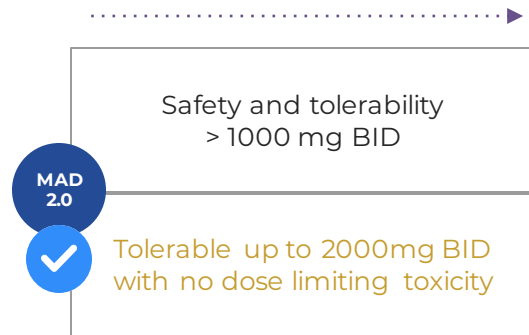 Safety and tolerability
> 1000 mg BID
MAD
2.0
Tolerable up to 2000mg BID
with no dose limiting toxicity